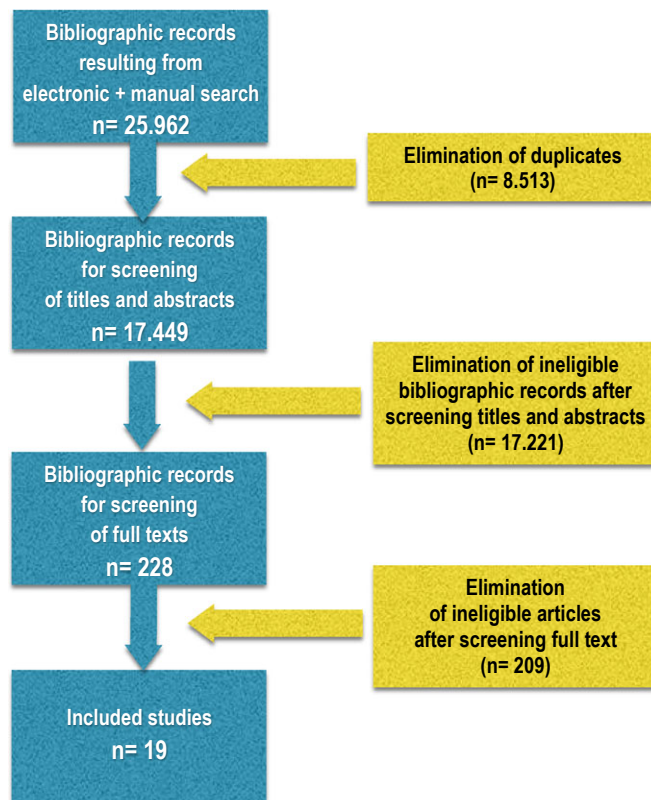 Bibliographic records
resulting from
electronic + manual search
n= 25.962
Elimination of duplicates
(n= 8.513)
Bibliographic records
for screening
of titles and abstracts
n= 17.449
Elimination of ineligible
bibliographic records after
screening titles and abstracts
(n= 17.221)
Bibliographic records
for screening
of full texts
n= 228
Elimination
of ineligible articles
after screening full text
(n= 209)
Included studies
n= 19